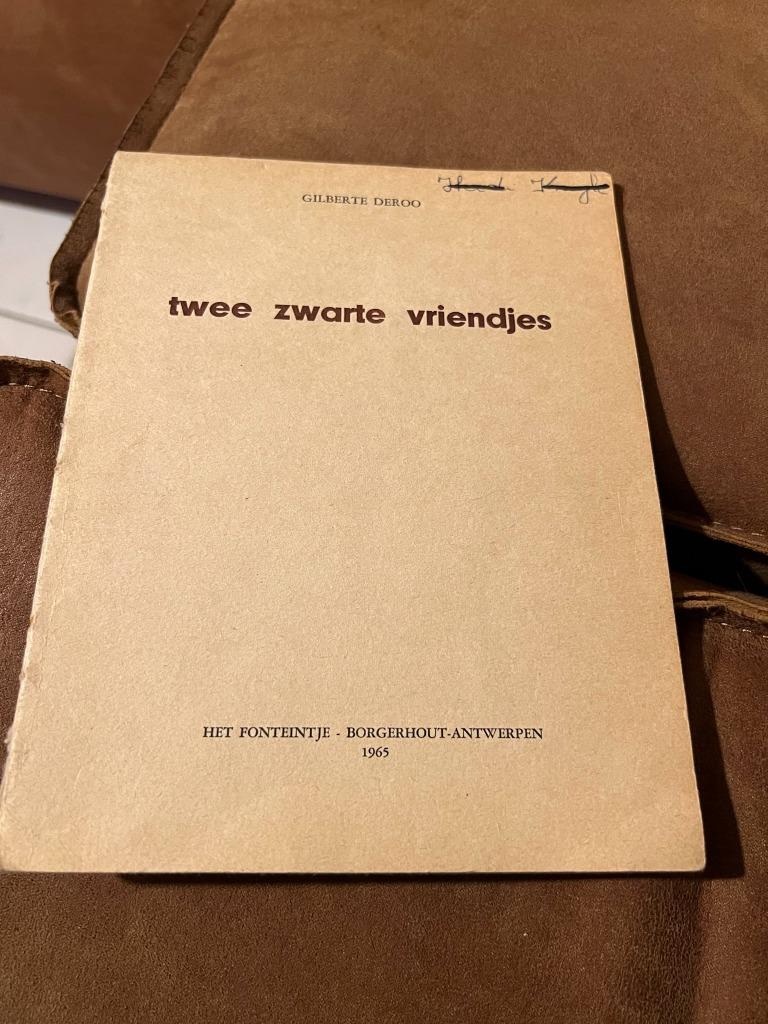 GILBERTE DEROO
twee zwarte vriendjes
HET FONTEINTJE - BORGERHOUT-ANTWERPEN
1965